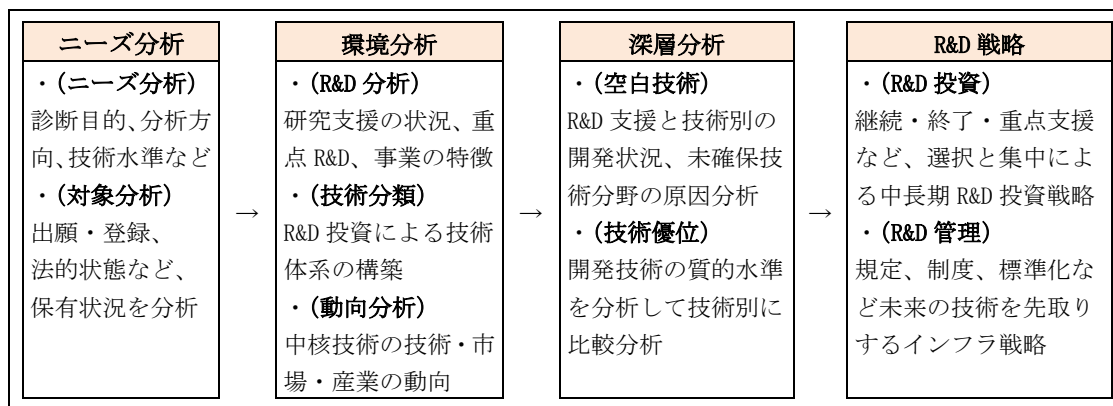 ニーズ分析
・(ニーズ分析)
診断目的、分析方
向、技術水準など
・(対象分析)
出願・登録、
法的状態など、
保有状況を分析
→
環境分析
・(R&D 分析)
研究支援の状況、重
点 R&D、事業の特徴
・(技術分類)
R&D 投資による技術
体系の構築
・(動向分析)
中核技術の技術・市
場・産業の動向
→
深層分析
・(空白技術)
R&D 支援と技術別の
開発状況、未確保技
術分野の原因分析
・(技術優位)
開発技術の質的水準
を分析して技術別に
比較分析
→
R&D 戦略
・(R&D 投資)
継続・終了・重点支援
など、選択と集中によ
る中長期 R&D 投資戦略
・(R&D 管理)
規定、制度、標準化な
ど未来の技術を先取り
するインフラ戦略